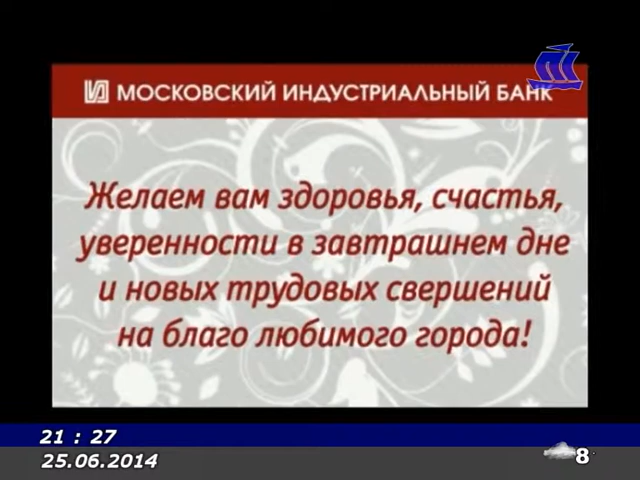 МОСКОВСКИЙ ИНДУСТРИАЛЬНЫЙ БАНК
Желаем вам здоровья, счастья,
уверенности в завтрашнем дне
и новых трудовых свершений
на благо любимого города!
21 : 27
25.06.2014
8